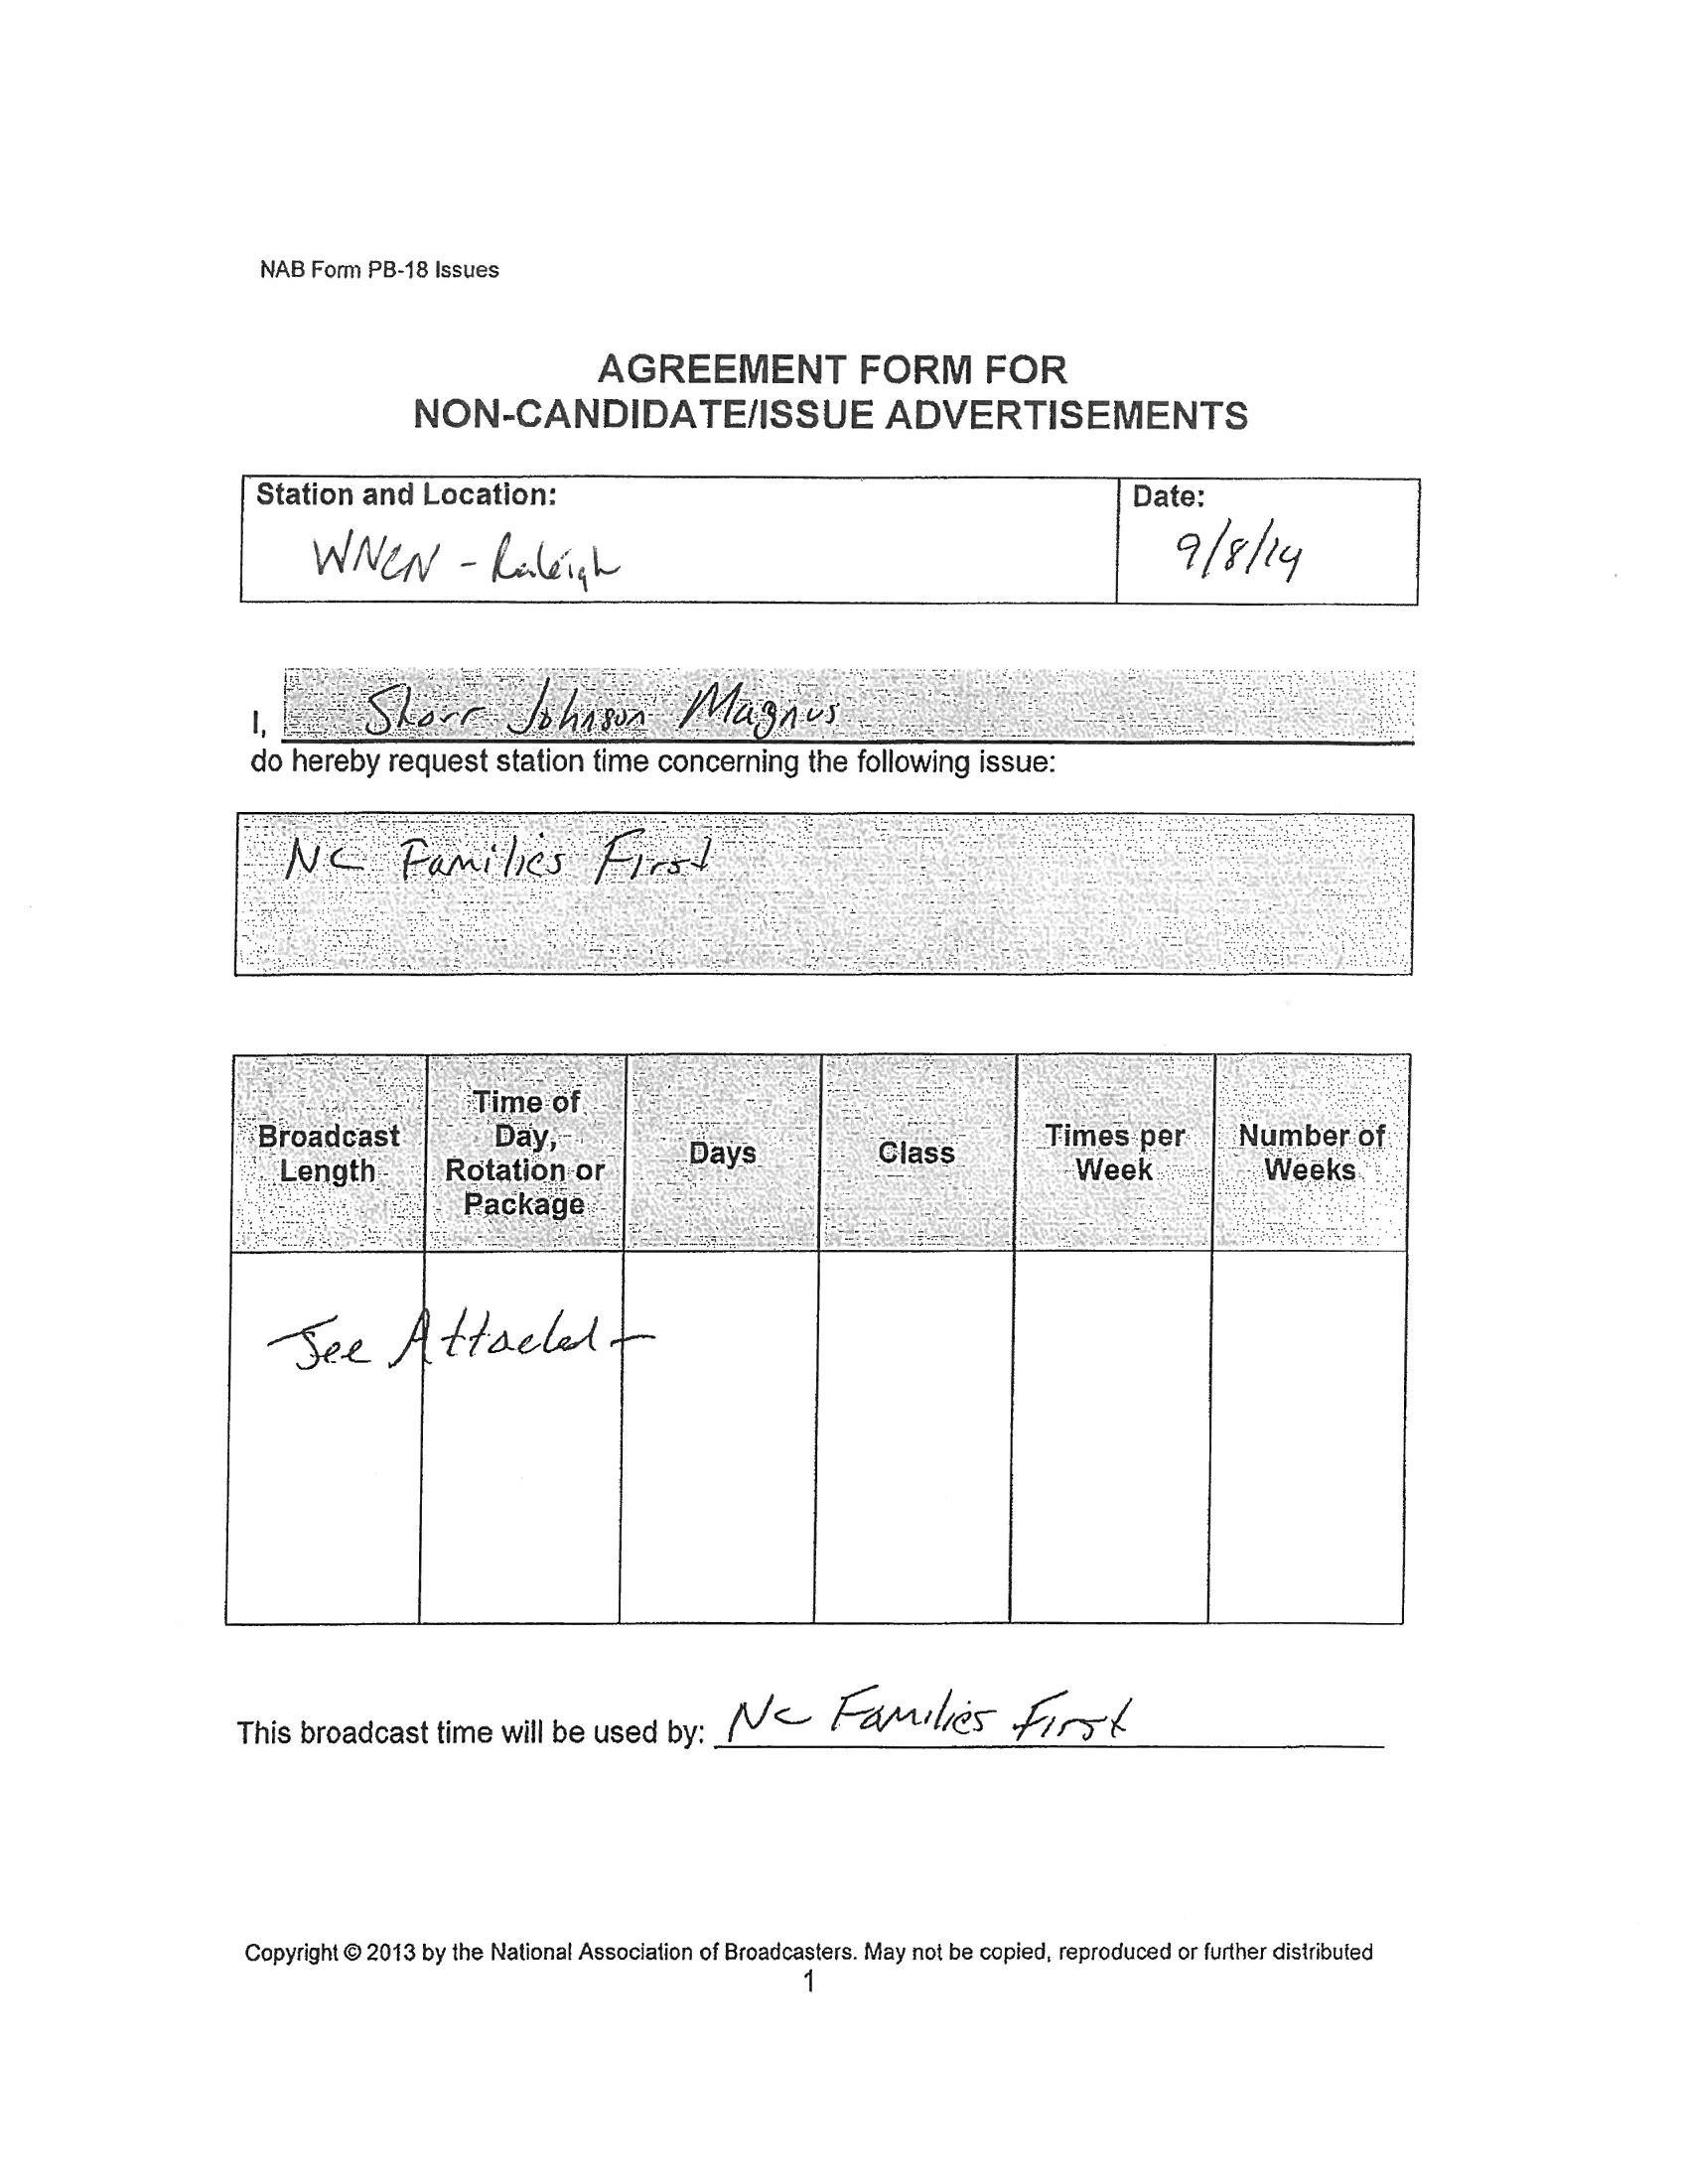 NAB Form PB-18 Issues
AGREEMENT FORM FOR
NON-CANDIDATE/ISSUE ADVERTISEMENTS
Station and Location:
Date:
WNCN - Raleigh
9/8/14
I, Shorr Johnson Magnus
do hereby request station time concerning the following issue:
NC Families First
Broadcast Length
Time of Day, Rotation or Package
Days
Class
Times per Week
Number of Weeks
See Attached
This broadcast time will be used by: NC Families First
Copyright © 2013 by the National Association of Broadcasters. May not be copied, reproduced or further distributed
1